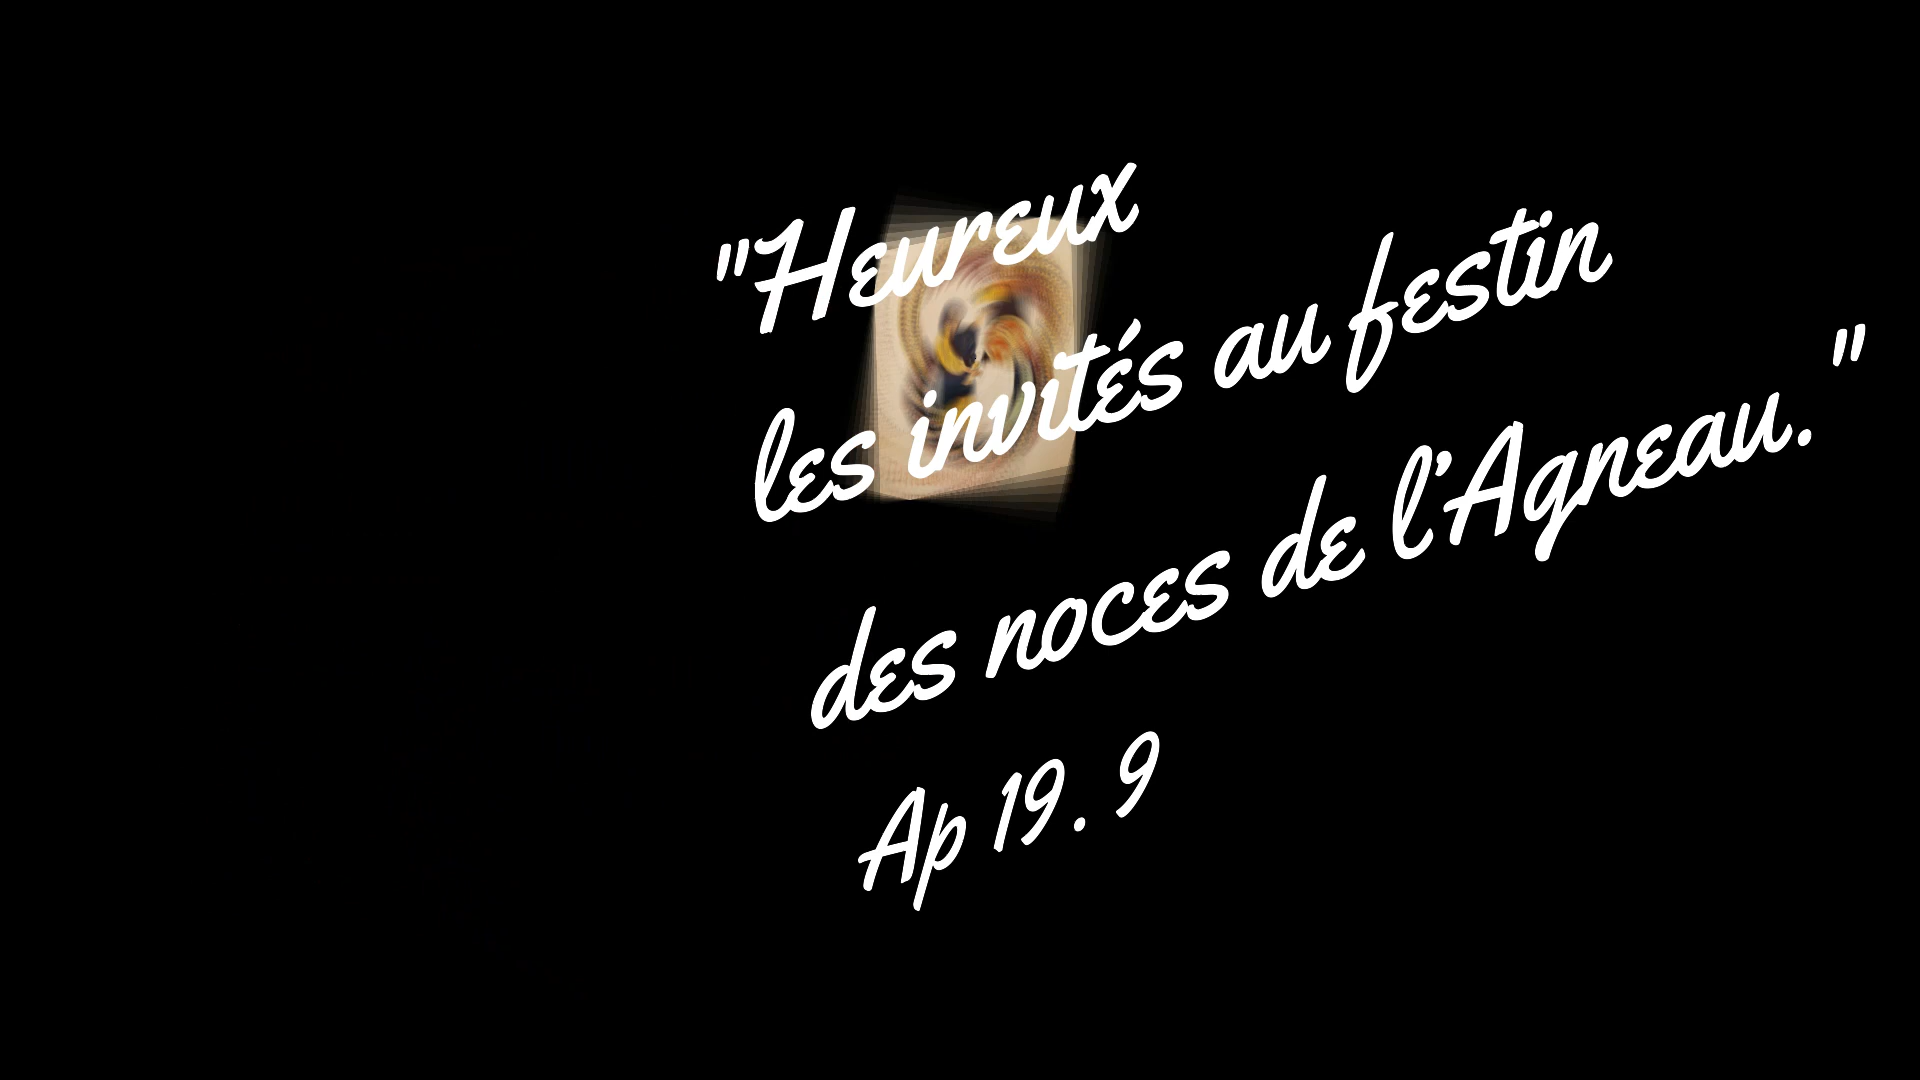 "Heureux
les invités au festin
des noces de l'Agneau."
Ap 19. 9